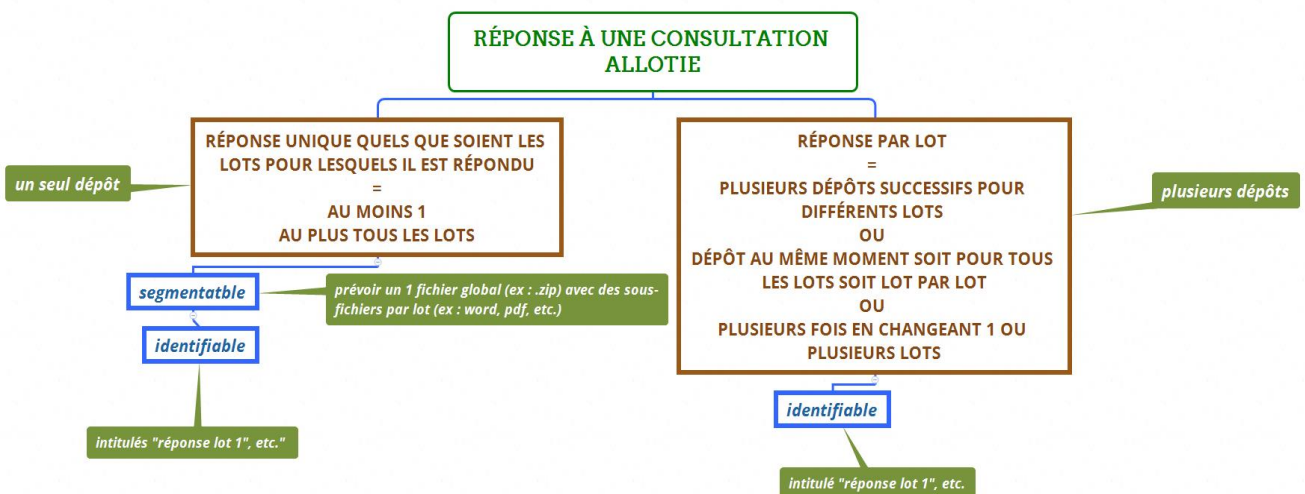 RÉPONSE À UNE CONSULTATION
ALLOTIE
RÉPONSE UNIQUE QUELS QUE SOIENT LES
LOTS POUR LESQUELS IL EST RÉPONDU
=
AU MOINS 1
AU PLUS TOUS LES LOTS
un seul dépôt
segmentatble
prévoir un 1 fichier global (ex : .zip) avec des sous-
fichiers par lot (ex : word, pdf, etc.)
identifiable
intitulés "réponse lot 1", etc."
RÉPONSE PAR LOT
=
PLUSIEURS DÉPÔTS SUCCESSIFS POUR
DIFFÉRENTS LOTS
OU
DÉPÔT AU MÊME MOMENT SOIT POUR TOUS
LES LOTS SOIT LOT PAR LOT
OU
PLUSIEURS FOIS EN CHANGEANT 1 OU
PLUSIEURS LOTS
plusieurs dépôts
identifiable
intitulé "réponse lot 1", etc.